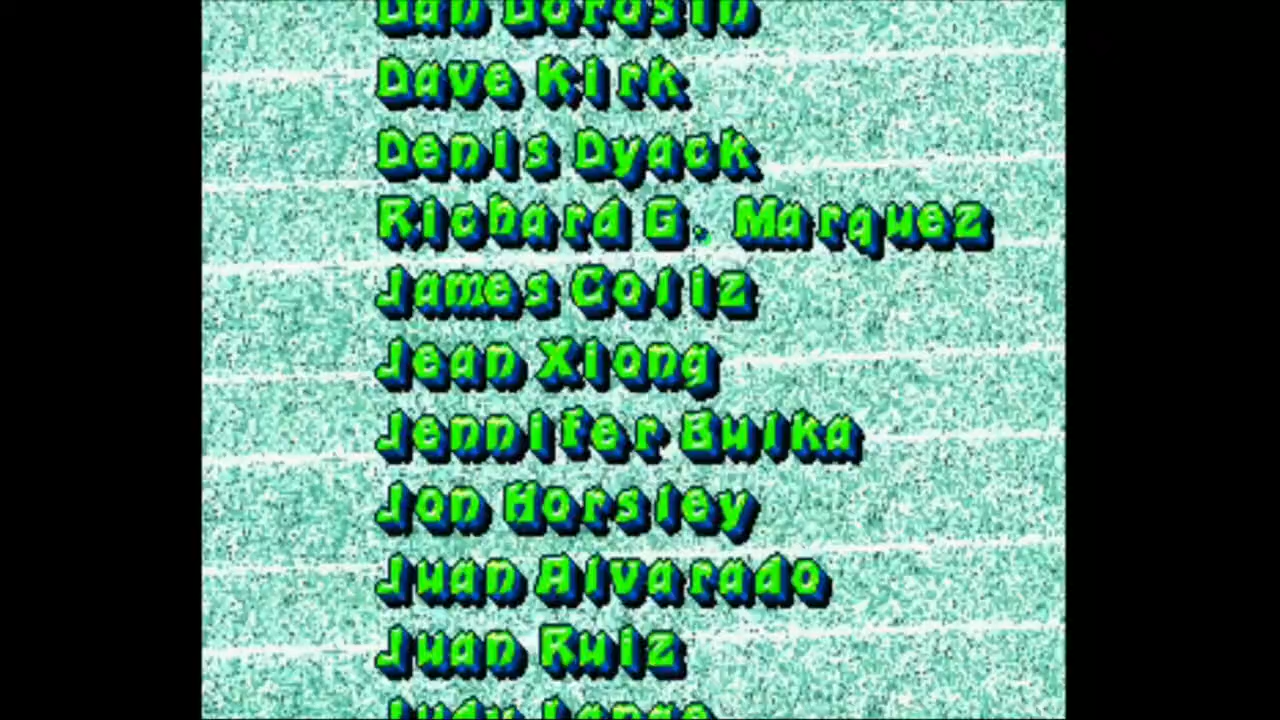 Dave Kirk
Denis Dyack
Richard G. Marquez
James Coliz
Jean Xiong
Jennifer Bulka
Jon Horsley
Juan Alvarado
Juan Ruiz